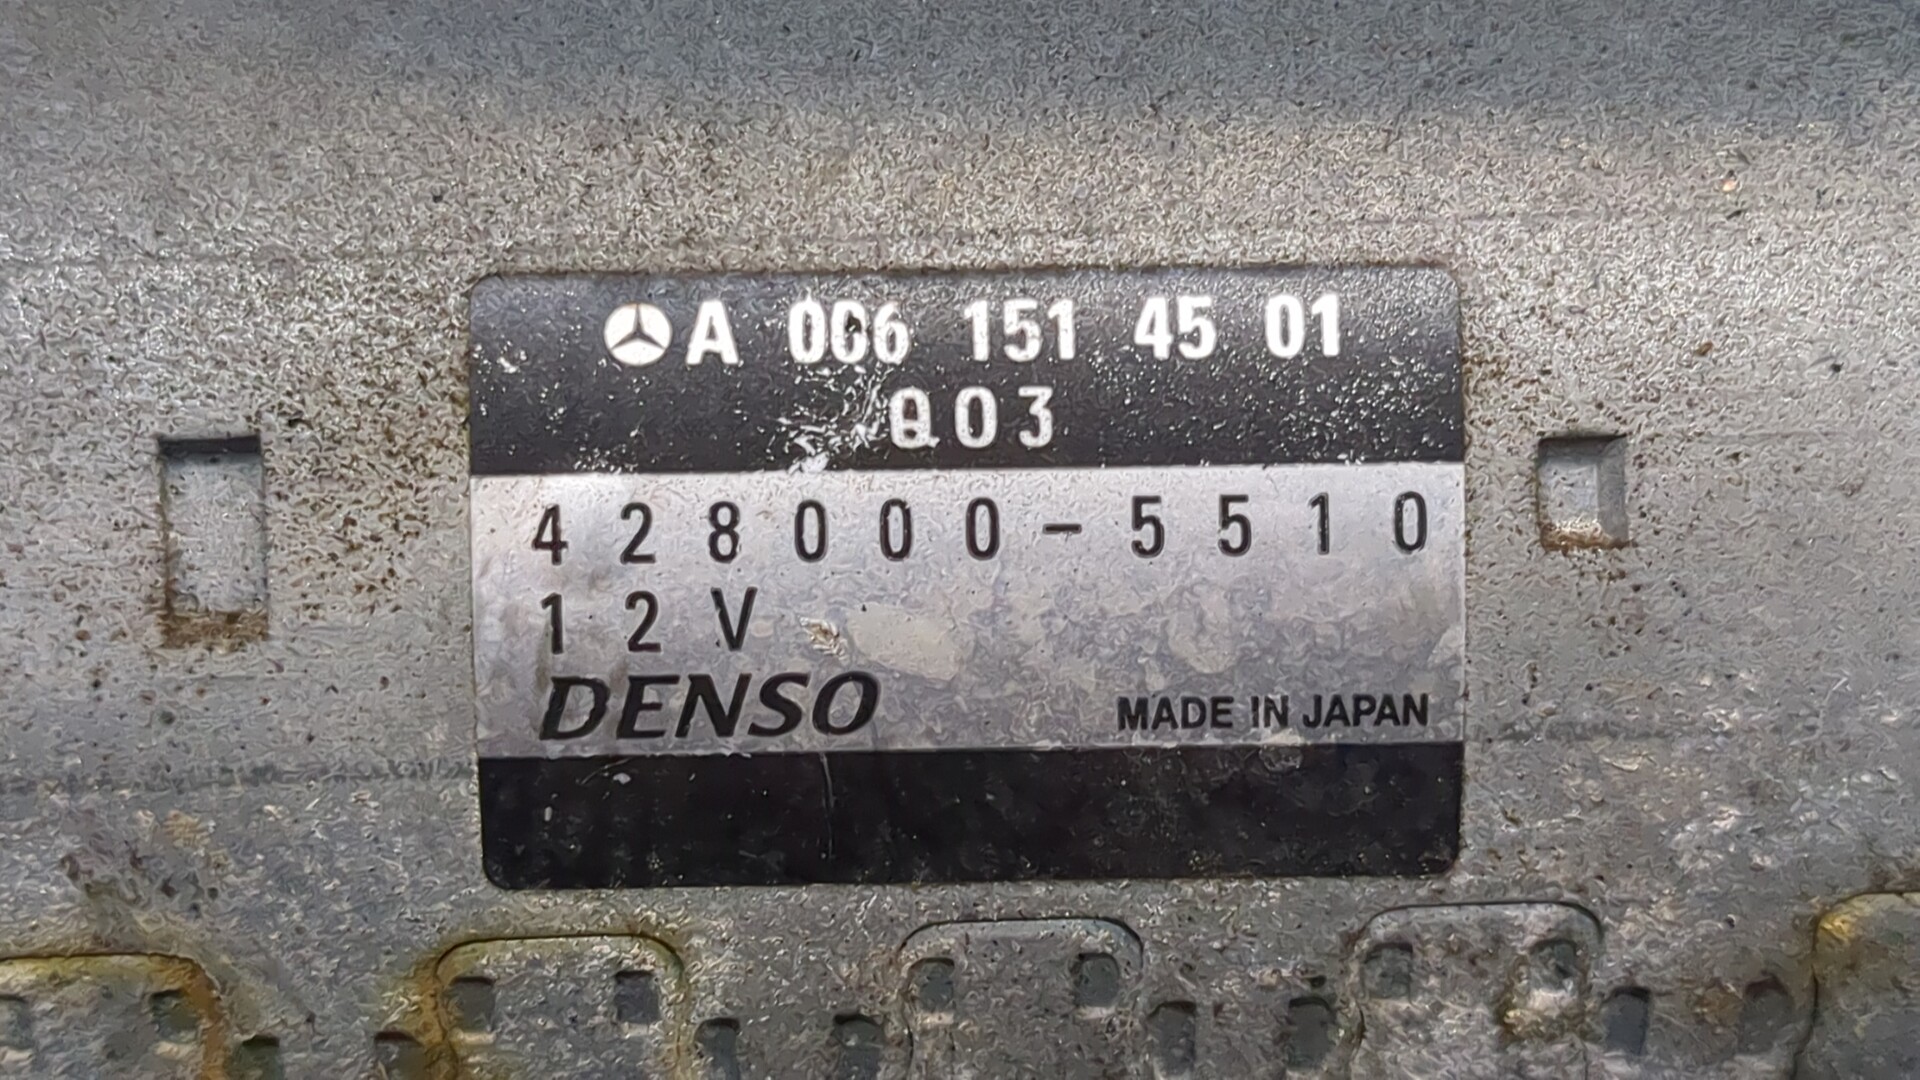 A 006 151 45 01
Q03
428000-5510
12V
DENSO
MADE IN JAPAN